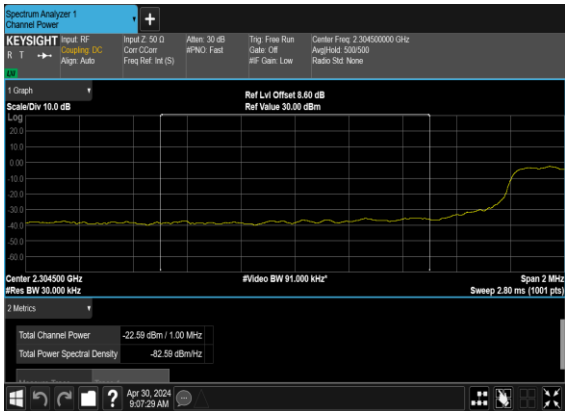 Spectrum Analyzer 1
Channel Power
+
KEYSIGHT Input: RF Input Z: 50 Ω Atten: 30 dB Trig: Free Run Center Freq: 2.304500000 GHz
R T Coupling: DC Corr CCorr #PNO: Fast Gate: Off Avg|Hold: 500/500
Align: Auto Freq Ref: Int (S) #IF Gain: Low Radio Std: None
1 Graph
Ref Lvl Offset 8.60 dB
Scale/Div 10.0 dB Ref Value 30.00 dBm
Log
20.0
10.0
0.00
-10.0
-20.0
-30.0
-40.0
-50.0
-60.0
Center 2.304500 GHz #Video BW 91.000 kHz* Span 2 MHz
#Res BW 30.000 kHz Sweep 2.80 ms (1001 pts)
2 Metrics
Total Channel Power -22.59 dBm / 1.00 MHz
Total Power Spectral Density -82.59 dBm/Hz
? Apr 30, 2024
9:07:29 AM